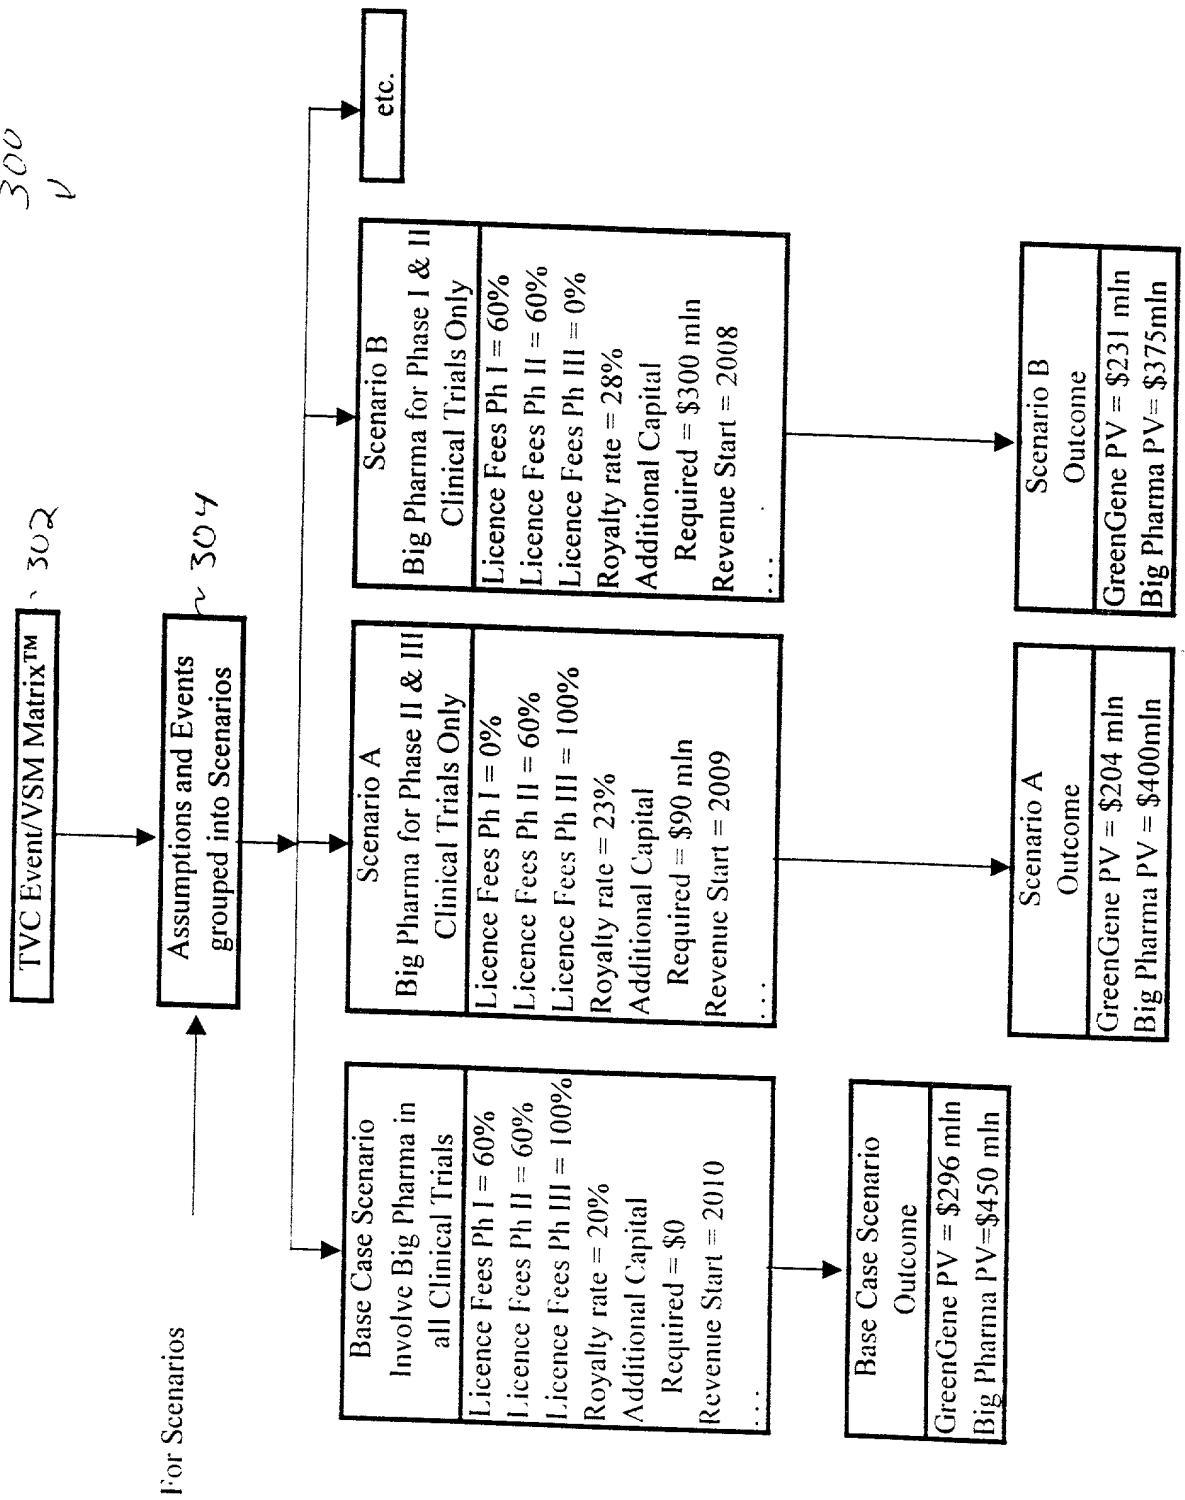 300
TVC Event/VSM Matrix™
302
For Scenarios
Assumptions and Events
grouped into Scenarios
304
Base Case Scenario
Involve Big Pharma in
all Clinical Trials
Licence Fees Ph I = 60%
Licence Fees Ph II = 60%
Licence Fees Ph III = 100%
Royalty rate = 20%
Additional Capital
Required = $0
Revenue Start = 2010
...
Scenario A
Big Pharma for Phase II & III
Clinical Trials Only
Licence Fees Ph I = 0%
Licence Fees Ph II = 60%
Licence Fees Ph III = 100%
Royalty rate = 23%
Additional Capital
Required = $90 mln
Revenue Start = 2009
...
Scenario B
Big Pharma for Phase I & II
Clinical Trials Only
Licence Fees Ph I = 60%
Licence Fees Ph II = 60%
Licence Fees Ph III = 0%
Royalty rate = 28%
Additional Capital
Required = $300 mln
Revenue Start = 2008
...
etc.
Base Case Scenario
Outcome
GreenGene PV = $296 mln
Big Pharma PV=$450 mln
Scenario A
Outcome
GreenGene PV = $204 mln
Big Pharma PV = $400mln
Scenario B
Outcome
GreenGene PV = $231 mln
Big Pharma PV= $375mln